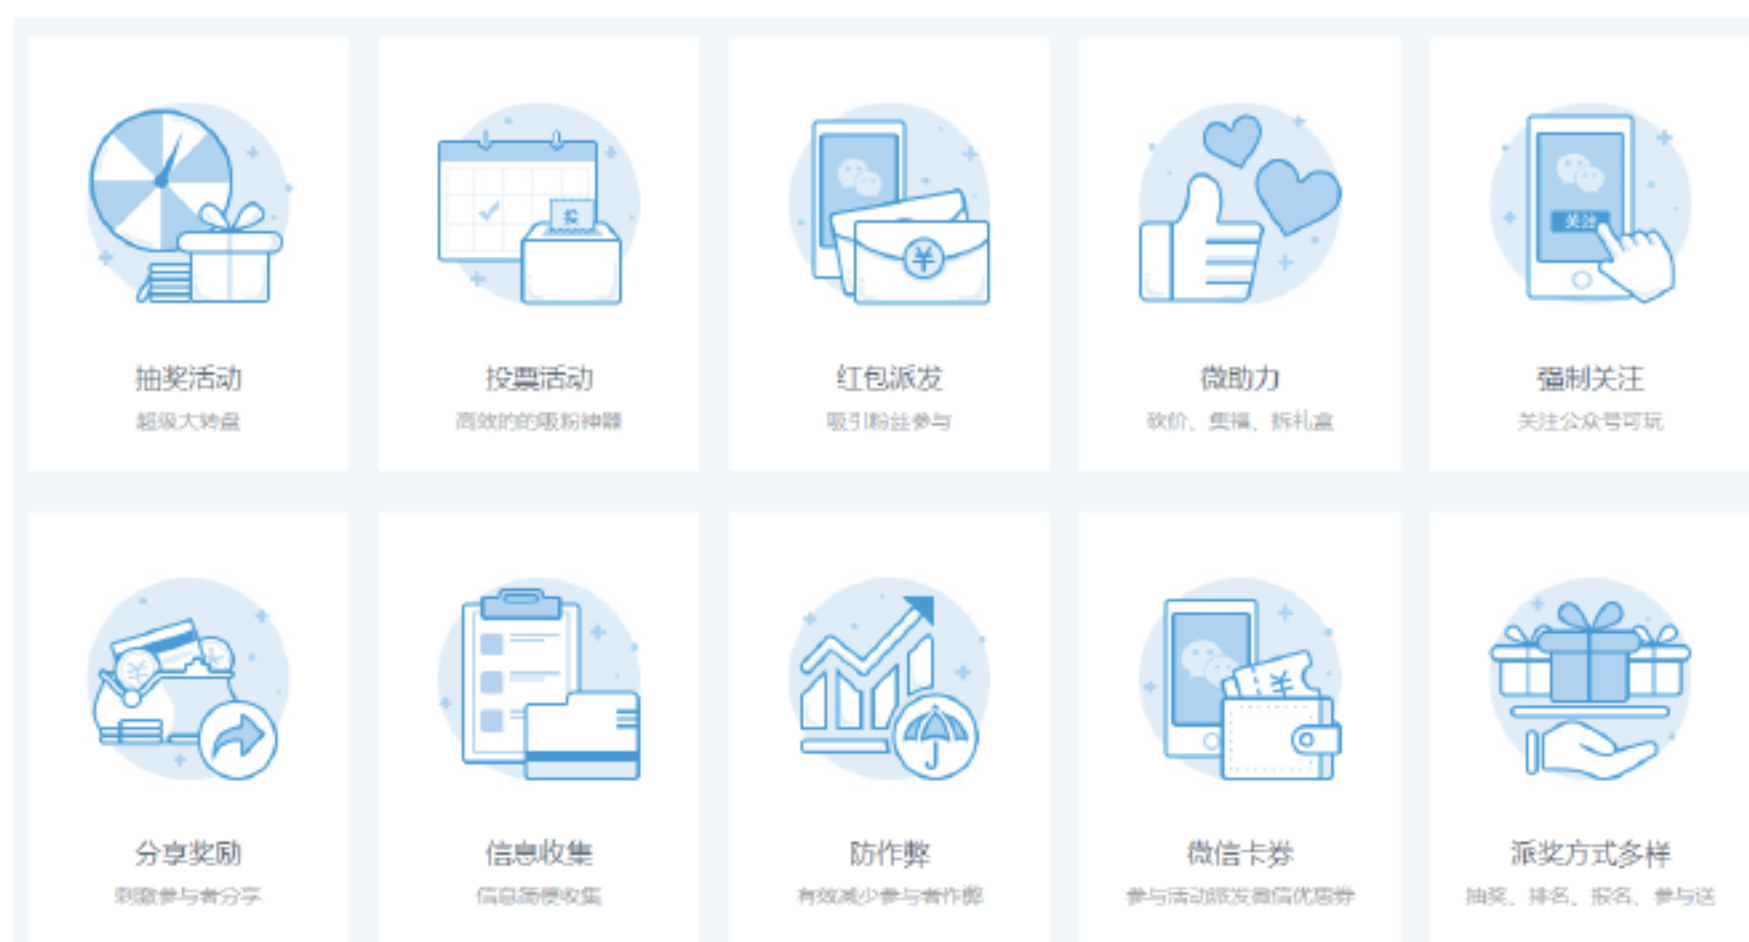 投
关注
抽奖活动
投票活动
红包派发
微助力
强制关注
超级大转盘
高效的的吸粉神器
吸引粉丝参与
砍价、集福、拆礼盒
关注公众号可玩
分享奖励
信息收集
防作弊
微信卡券
派奖方式多样
刺激参与者分享
信息简便收集
有效减少参与者作弊
参与活动派发微信优惠券
抽奖、排名、报名、参与送